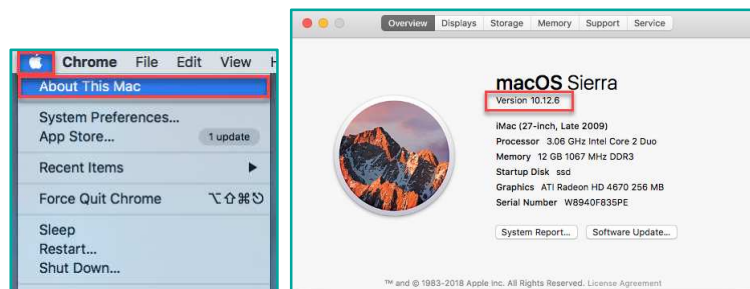 Chrome File Edit View
About This Mac
System Preferences...
App Store... 1 update
Recent Items
Force Quit Chrome ⌥⇧⌘⎋
Sleep
Restart...
Shut Down...
Overview Displays Storage Memory Support Service
macOS Sierra
Version 10.12.6
iMac (27-inch, Late 2009)
Processor 3.06 GHz Intel Core 2 Duo
Memory 12 GB 1067 MHz DDR3
Startup Disk ssd
Graphics ATI Radeon HD 4670 256 MB
Serial Number W8940F835PE
System Report... Software Update...
™ and © 1983-2018 Apple Inc. All Rights Reserved. License Agreement